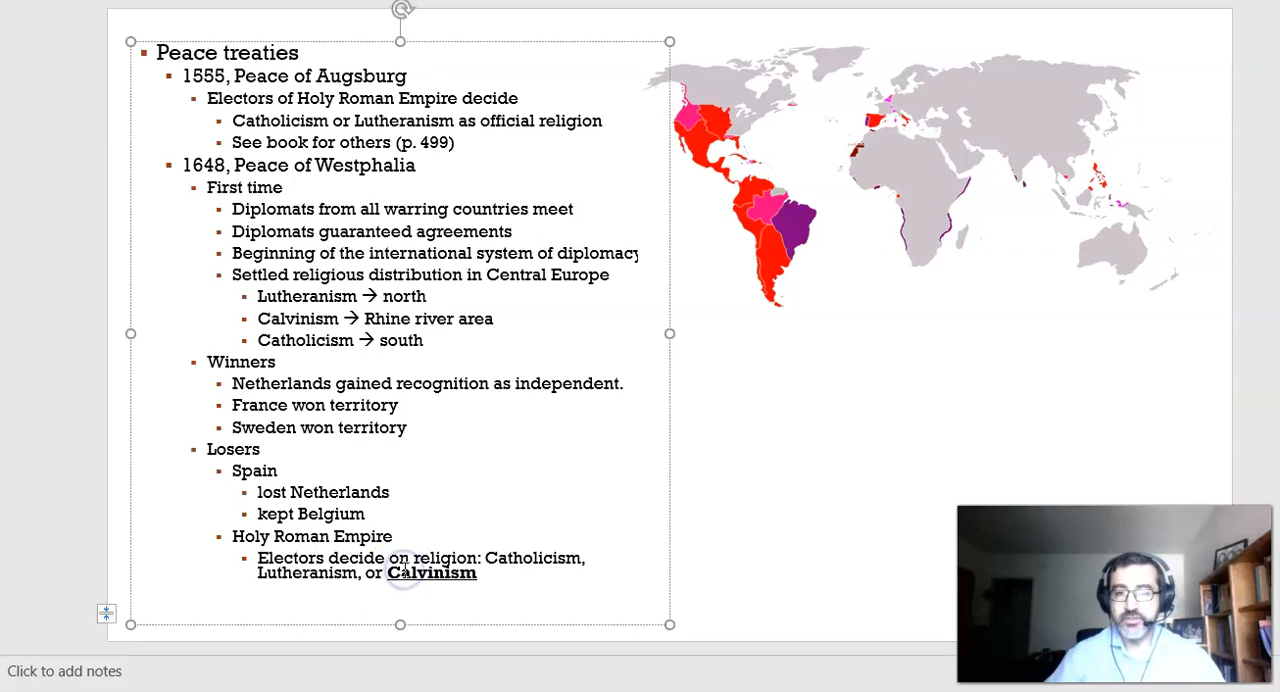 Peace treaties
1555, Peace of Augsburg
Electors of Holy Roman Empire decide
Catholicism or Lutheranism as official religion
See book for others (p. 499)
1648, Peace of Westphalia
First time
Diplomats from all warring countries meet
Diplomats guaranteed agreements
Beginning of the international system of diplomacy
Settled religious distribution in Central Europe
Lutheranism → north
Calvinism → Rhine river area
Catholicism → south
Winners
Netherlands gained recognition as independent.
France won territory
Sweden won territory
Losers
Spain
lost Netherlands
kept Belgium
Holy Roman Empire
Electors decide on religion: Catholicism,
Lutheranism, or Calvinism
Click to add notes